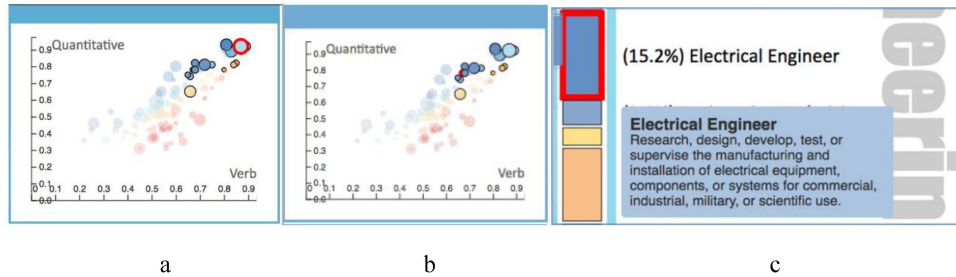 Quantitative
0.9
0.8
0.7
0.6
0.5
0.4
0.3
0.2
0.1
0.0
Verb
0 0.1 0.2 0.3 0.4 0.5 0.6 0.7 0.8 0.9
Quantitative
0.9
0.8
0.7
0.6
0.5
0.4
0.3
0.2
0.1
0.0
Verb
0 0.1 0.2 0.3 0.4 0.5 0.6 0.7 0.8 0.9
(15.2%) Electrical Engineer
Electrical Engineer
Research, design, develop, test, or
supervise the manufacturing and
installation of electrical equipment,
components, or systems for commercial,
industrial, military, or scientific use.
neerin
a
b
c